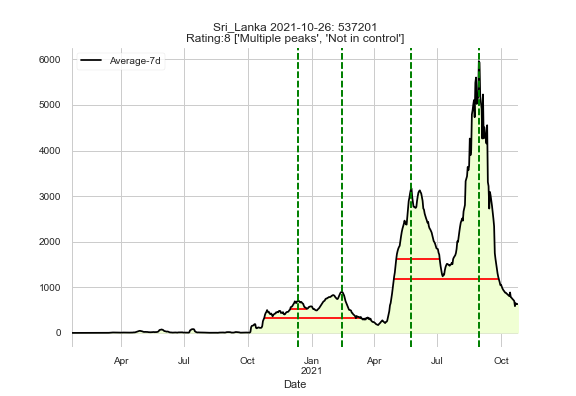 Sri_Lanka 2021-10-26: 537201
Rating:8 ['Multiple peaks', 'Not in control']
Average-7d
6000
5000
4000
3000
2000
1000
0
Apr Jul Oct Jan Apr Jul Oct
2021
Date